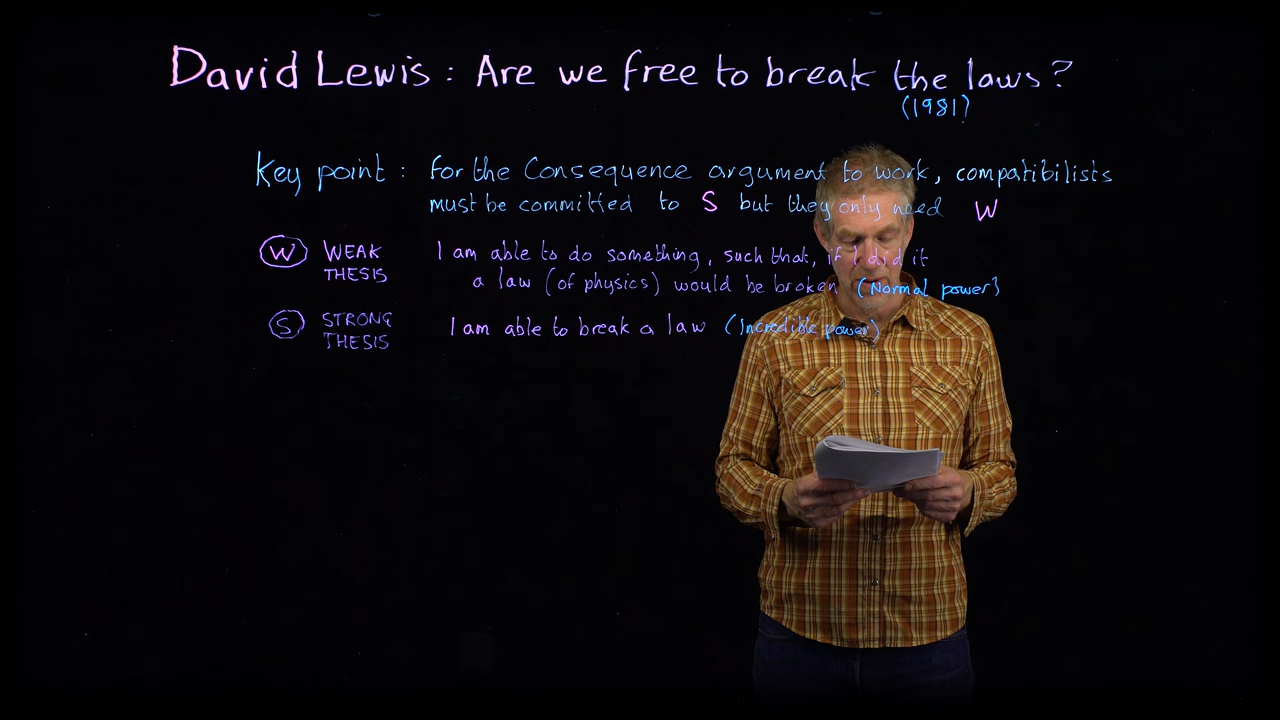 David Lewis : Are we free to break the laws?
(1981)
Key point : for the Consequence argument to work, compatibilists
must be committed to S but they only need W
W WEAK THESIS I am able to do something, such that, if I did it
a law (of physics) would be broken (Normal power)
S STRONG THESIS I am able to break a law (Incredible power)